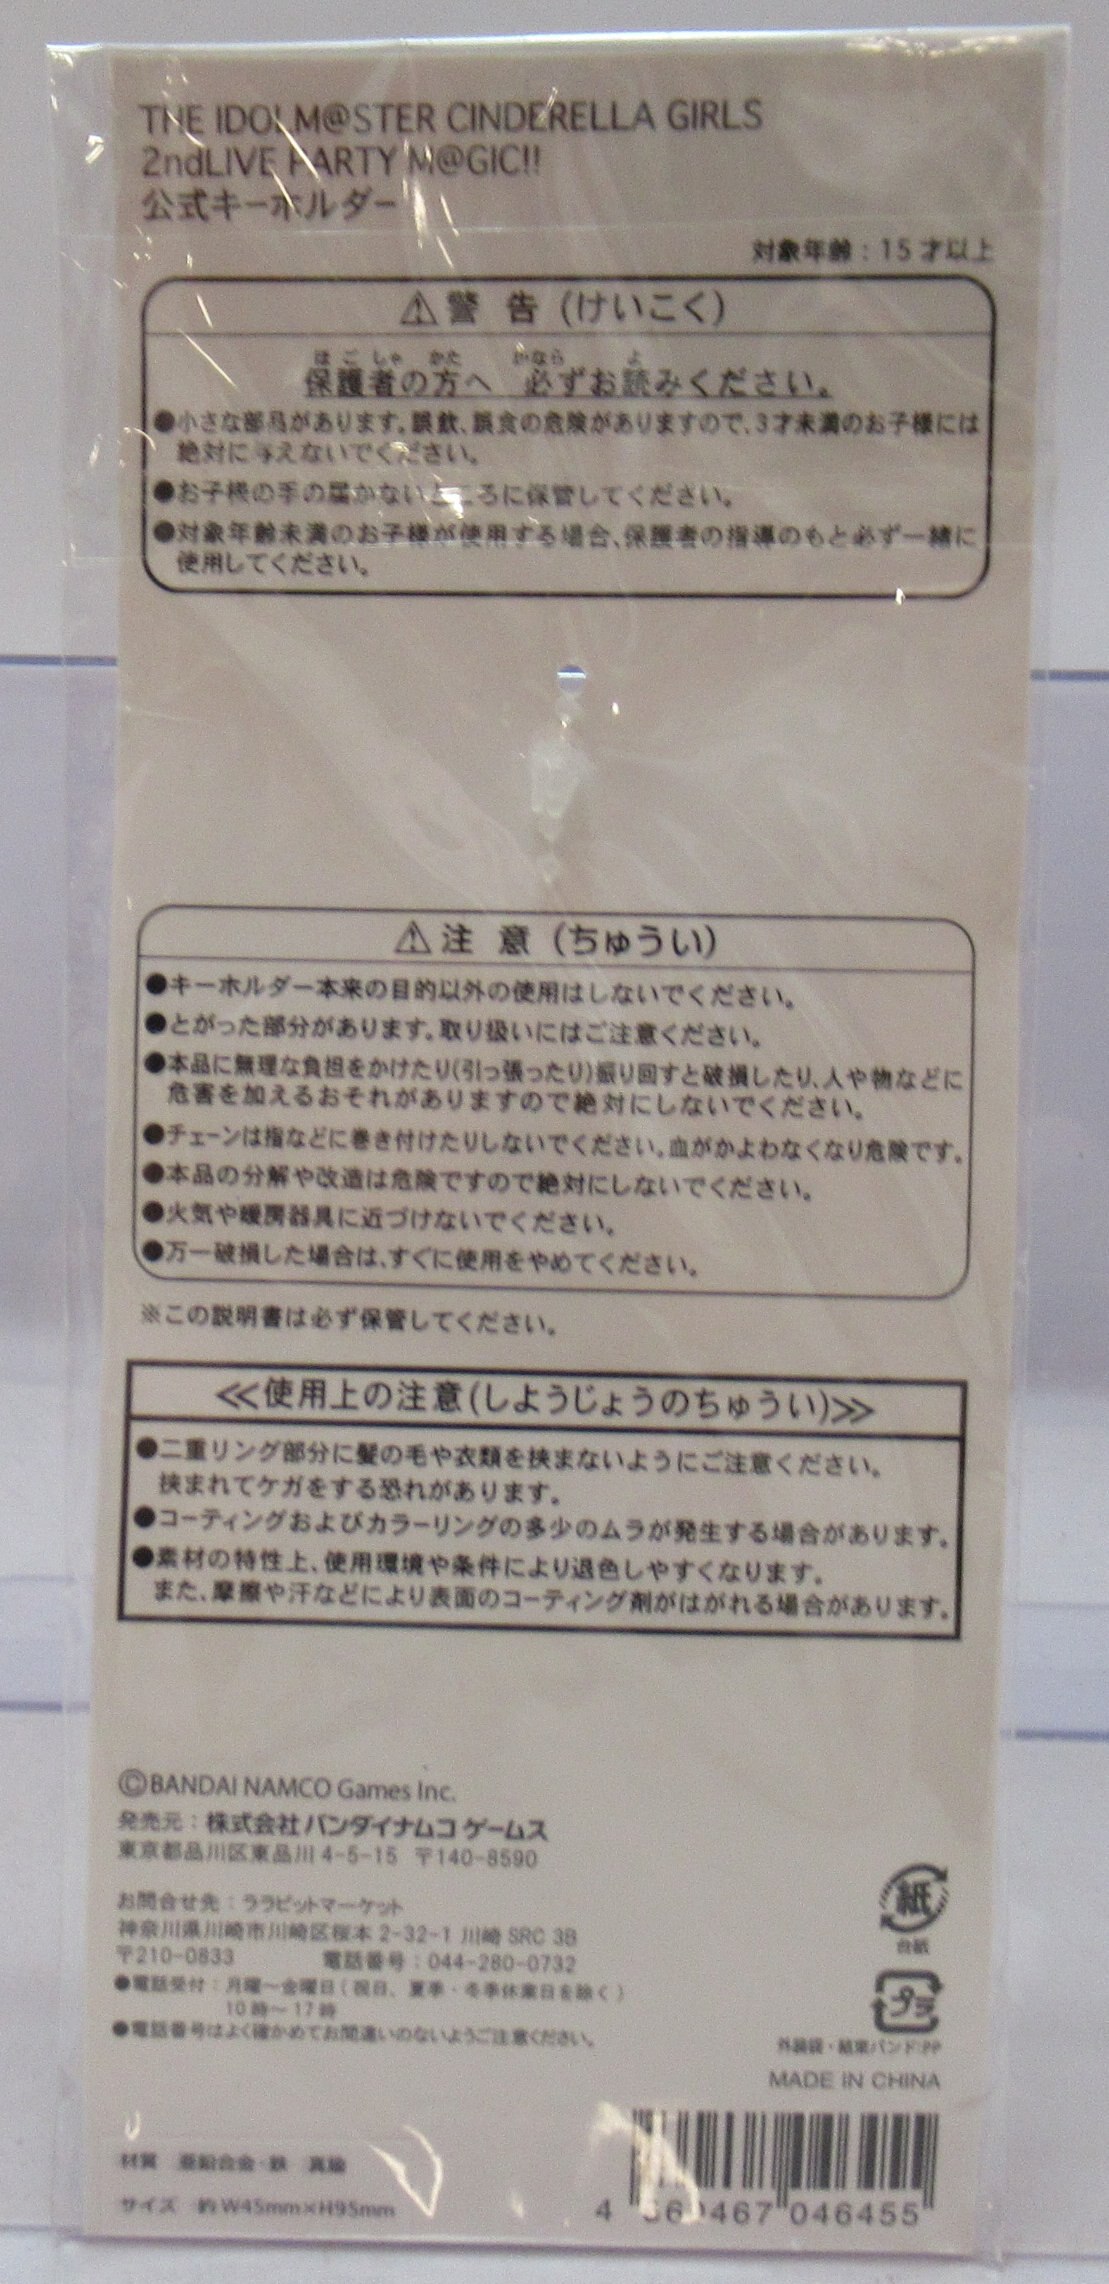 THE IDOLM@STER CINDERELLA GIRLS
2ndLIVE PARTY M@GIC!!
公式キーホルダー
対象年齢：15才以上
⚠警 告 (けいこく)
ほごしゃ かた かなら よ
保護者の方へ 必ずお読みください。
●小さな部品があります。誤飲、誤食の危険がありますので、3才未満のお子様には
絶対に与えないでください。
●お子様の手の届かないところに保管してください。
●対象年齢未満のお子様が使用する場合、保護者の指導のもと必ず一緒に
使用してください。
⚠注 意 (ちゅうい)
●キーホルダー本来の目的以外の使用はしないでください。
●とがった部分があります。取り扱いにはご注意ください。
●本品に無理な負担をかけたり(引っ張ったり)振り回すと破損したり、人や物などに
危害を加えるおそれがありますので絶対にしないでください。
●チェーンは指などに巻き付けたりしないでください。血がかよわなくなり危険です。
●本品の分解や改造は危険ですので絶対にしないでください。
●火気や暖房器具に近づけないでください。
●万一破損した場合は、すぐに使用をやめてください。
※この説明書は必ず保管してください。
≪使用上の注意(しようじょうのちゅうい)≫
●二重リング部分に髪の毛や衣類を挟まないようにご注意ください。
挟まれてケガをする恐れがあります。
●コーティングおよびカラーリングの多少のムラが発生する場合があります。
●素材の特性上、使用環境や条件により退色しやすくなります。
また、摩擦や汗などにより表面のコーティング剤がはがれる場合があります。
©BANDAI NAMCO Games Inc.
発売元：株式会社バンダイナムコゲームス
東京都品川区東品川4-5-15 〒140-8590
お問合せ先：ララビットマーケット
神奈川県川崎市川崎区桜本2-32-1 川崎SRC 3B
〒210-0833 電話番号：044-280-0732
●電話受付：月曜～金曜日(祝日、夏季・冬季休業日を除く)
10時～17時
●電話番号はよく確かめてお間違いのないようご注意ください。
紙
台紙
プラ
外装袋・結束バンド:PP
MADE IN CHINA
材質 亜鉛合金・鉄 真鍮
サイズ 約W45mm×H95mm
4 560467 046455